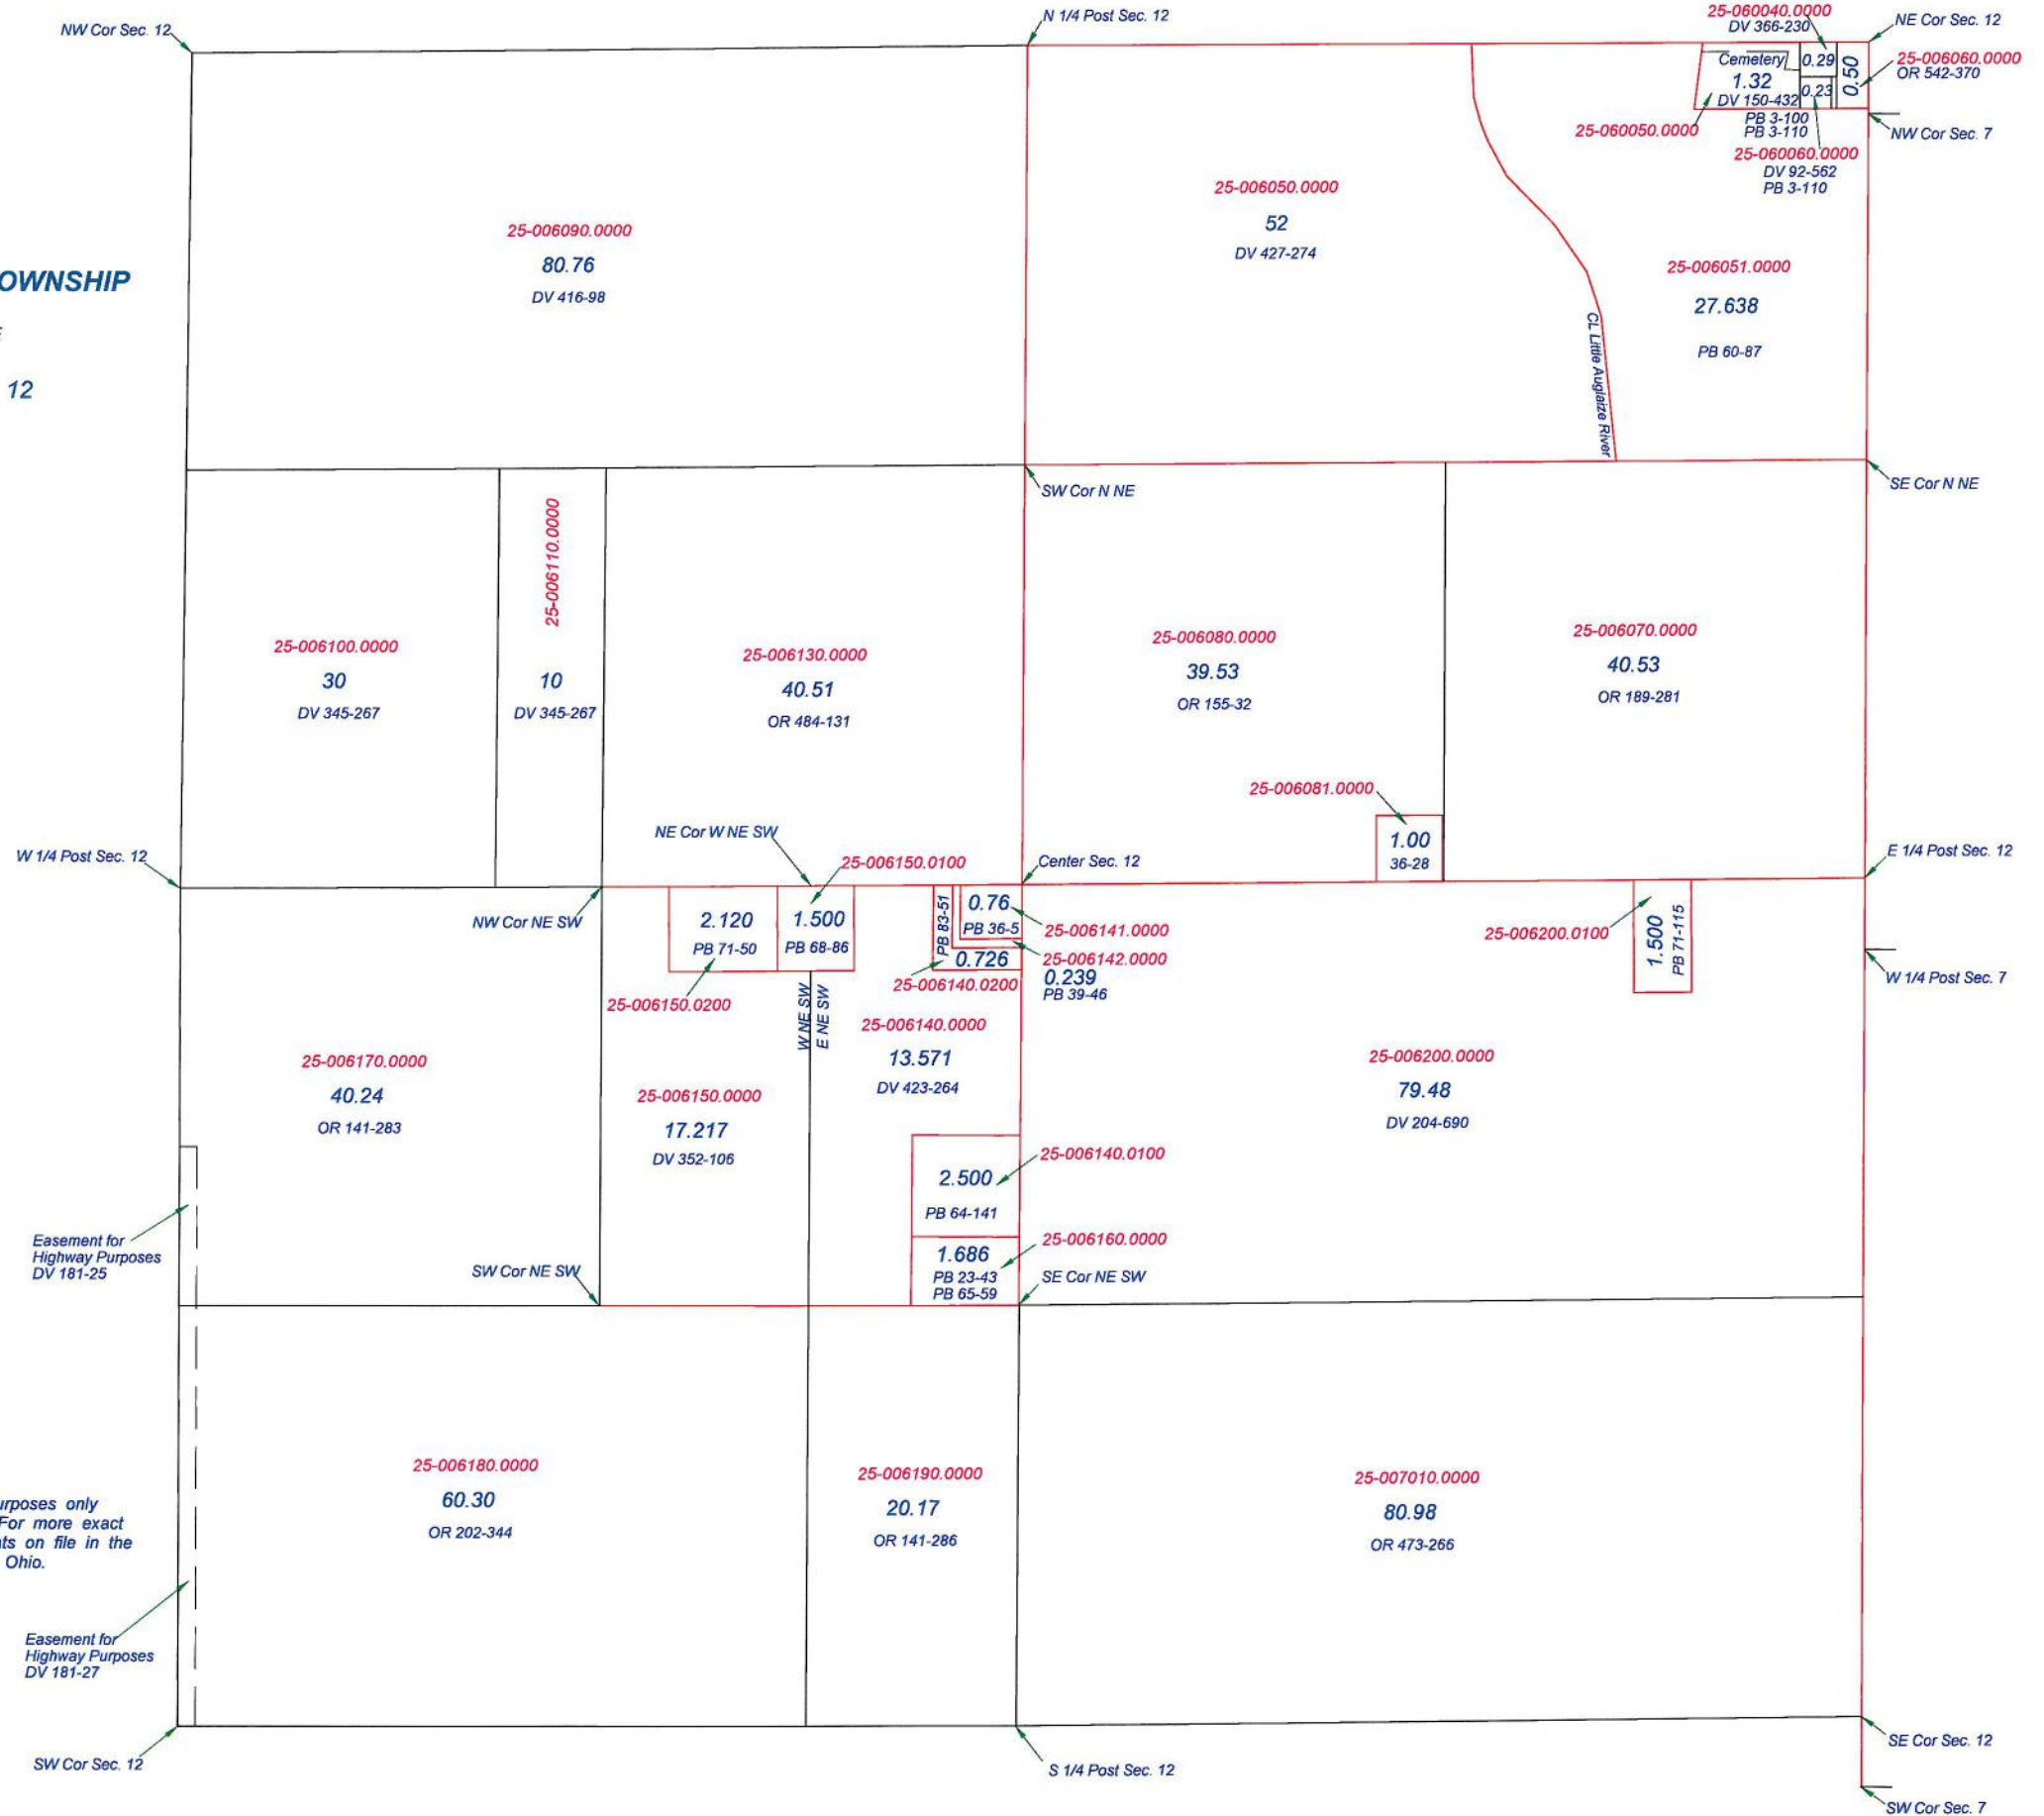 NW Cor Sec. 12
N 1/4 Post Sec. 12
25-060040.0000
DV 366-230
NE Cor Sec. 12
Cemetery
1.32
DV 150-432
0.29
0.23
0.50
25-006060.0000
OR 542-370
25-060050.0000
PB 3-100
PB 3-110
NW Cor Sec. 7
25-060060.0000
DV 92-562
PB 3-110
25-006090.0000
80.76
DV 416-98
25-006050.0000
52
DV 427-274
25-006051.0000
27.638
PB 60-87
CL Little Auglaize River
OWNSHIP
12
SW Cor N NE
SE Cor N NE
25-006100.0000
30
DV 345-267
25-006110.0000
10
DV 345-267
25-006130.0000
40.51
OR 484-131
25-006080.0000
39.53
OR 155-32
25-006070.0000
40.53
OR 189-281
25-006081.0000
1.00
36-28
NE Cor W NE SW
25-006150.0100
W 1/4 Post Sec. 12
Center Sec. 12
E 1/4 Post Sec. 12
NW Cor NE SW
2.120
PB 71-50
1.500
PB 68-86
PB 83-51
0.76
PB 36-5
25-006141.0000
0.726
25-006142.0000
0.239
PB 39-46
25-006140.0200
25-006150.0200
25-006200.0100
1.500
PB 71-115
W 1/4 Post Sec. 7
W NE SW
E NE SW
25-006140.0000
13.571
DV 423-264
25-006170.0000
40.24
OR 141-283
25-006150.0000
17.217
DV 352-106
25-006200.0000
79.48
DV 204-690
2.500
PB 64-141
25-006140.0100
1.686
PB 23-43
PB 65-59
25-006160.0000
Easement for
Highway Purposes
DV 181-25
SW Cor NE SW
SE Cor NE SW
25-006180.0000
60.30
OR 202-344
25-006190.0000
20.17
OR 141-286
25-007010.0000
80.98
OR 473-266
urposes only
For more exact
ts on file in the
Ohio.
Easement for
Highway Purposes
DV 181-27
SW Cor Sec. 12
S 1/4 Post Sec. 12
SE Cor Sec. 12
SW Cor Sec. 7